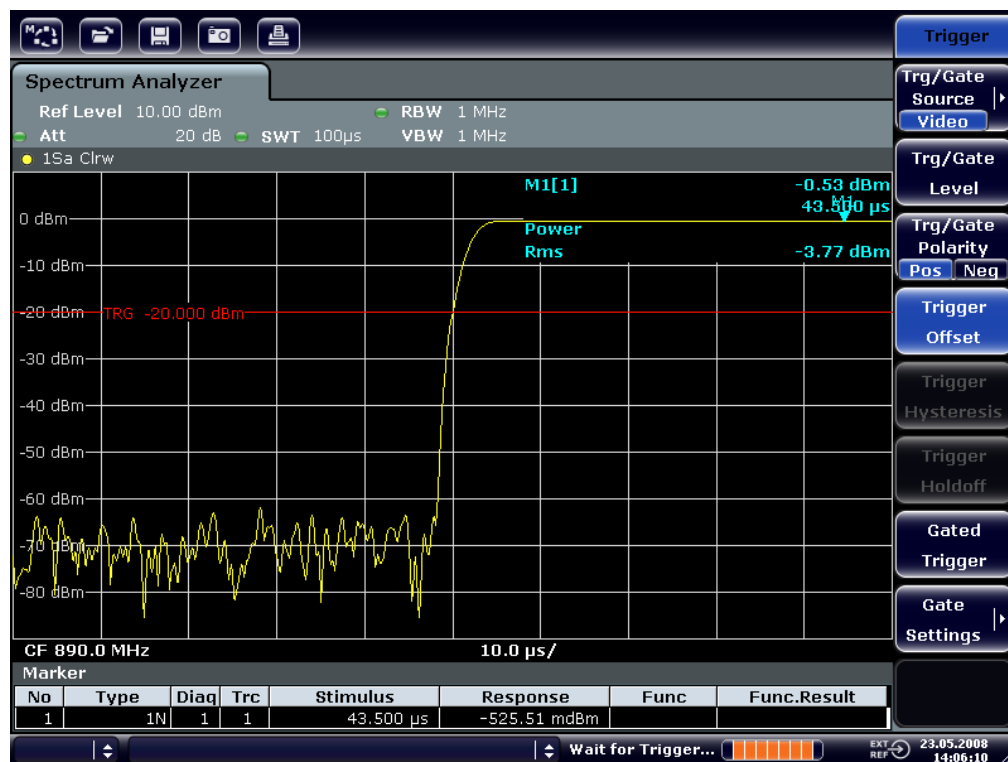 Trigger
Spectrum Analyzer
Ref Level 10.00 dBm RBW 1 MHz
Att 20 dB SWT 100µs VBW 1 MHz
1Sa Clrw
M1[1] -0.53 dBm
43.500 µs
M1
Power
Rms -3.77 dBm
0 dBm
-10 dBm
-20 dBm
TRG -20.000 dBm
-30 dBm
-40 dBm
-50 dBm
-60 dBm
-70 dBm
-80 dBm
CF 890.0 MHz 10.0 µs/
Marker
No Type Diag Trc Stimulus Response Func Func.Result
1 1N 1 1 43.500 µs -525.51 mdBm
Wait for Trigger...
EXT REF
23.05.2008
14:06:10
Trg/Gate
Source
Video
Trg/Gate
Level
Trg/Gate
Polarity
Pos Neg
Trigger
Offset
Trigger
Hysteresis
Trigger
Holdoff
Gated
Trigger
Gate
Settings